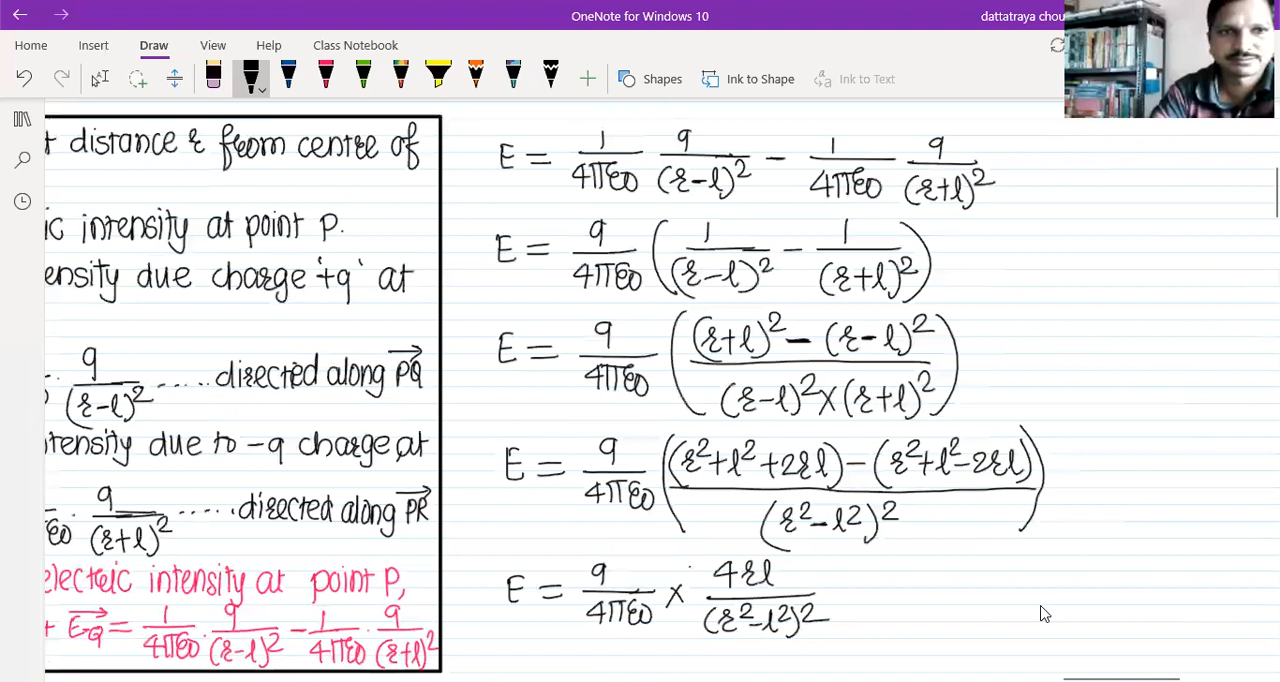 OneNote for Windows 10
dattatraya chou
Home Insert Draw View Help Class Notebook
Shapes Ink to Shape Ink to Text
distance r from centre of
ic intensity at point P.
ensity due charge '+q' at
q/(r-l)² ..... directed along PQ
tensity due to -q charge at
πε0 · q/(r+l)² ..... directed along PR
electric intensity at point P,
+ EQ = 1/4πε0 · q/(r-l)² - 1/4πε0 · q/(r+l)²
E = 1/4πε0 q/(r-l)² - 1/4πε0 q/(r+l)²
E = q/4πε0 (1/(r-l)² - 1/(r+l)²)
E = q/4πε0 ((r+l)² - (r-l)² / (r-l)² × (r+l)²)
E = q/4πε0 ((r²+l²+2rl) - (r²+l²-2rl) / (r²-l²)²)
E = q/4πε0 × 4rl/(r²-l²)²